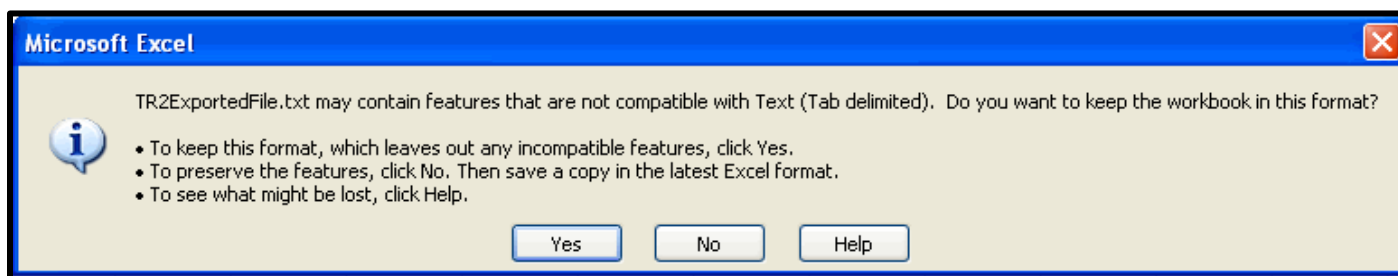 Microsoft Excel
TR2ExportedFile.txt may contain features that are not compatible with Text (Tab delimited).  Do you want to keep the workbook in this format?
• To keep this format, which leaves out any incompatible features, click Yes.
• To preserve the features, click No. Then save a copy in the latest Excel format.
• To see what might be lost, click Help.
Yes No Help